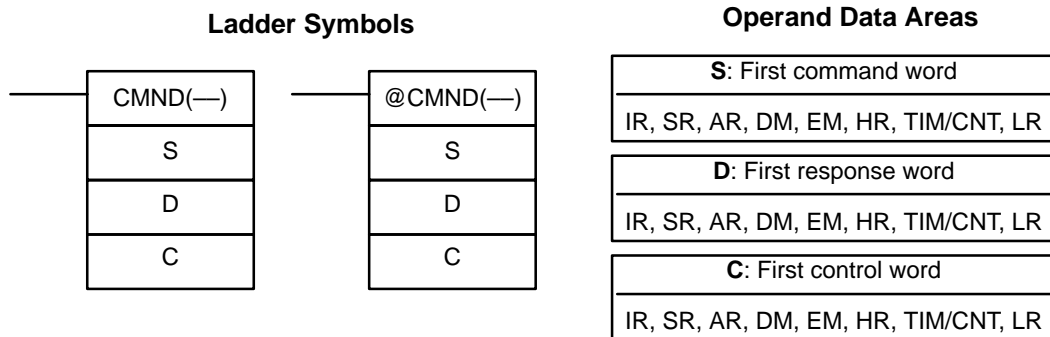 Ladder Symbols
CMND(—)
S
D
C
@CMND(—)
S
D
C
Operand Data Areas
S: First command word
IR, SR, AR, DM, EM, HR, TIM/CNT, LR
D: First response word
IR, SR, AR, DM, EM, HR, TIM/CNT, LR
C: First control word
IR, SR, AR, DM, EM, HR, TIM/CNT, LR